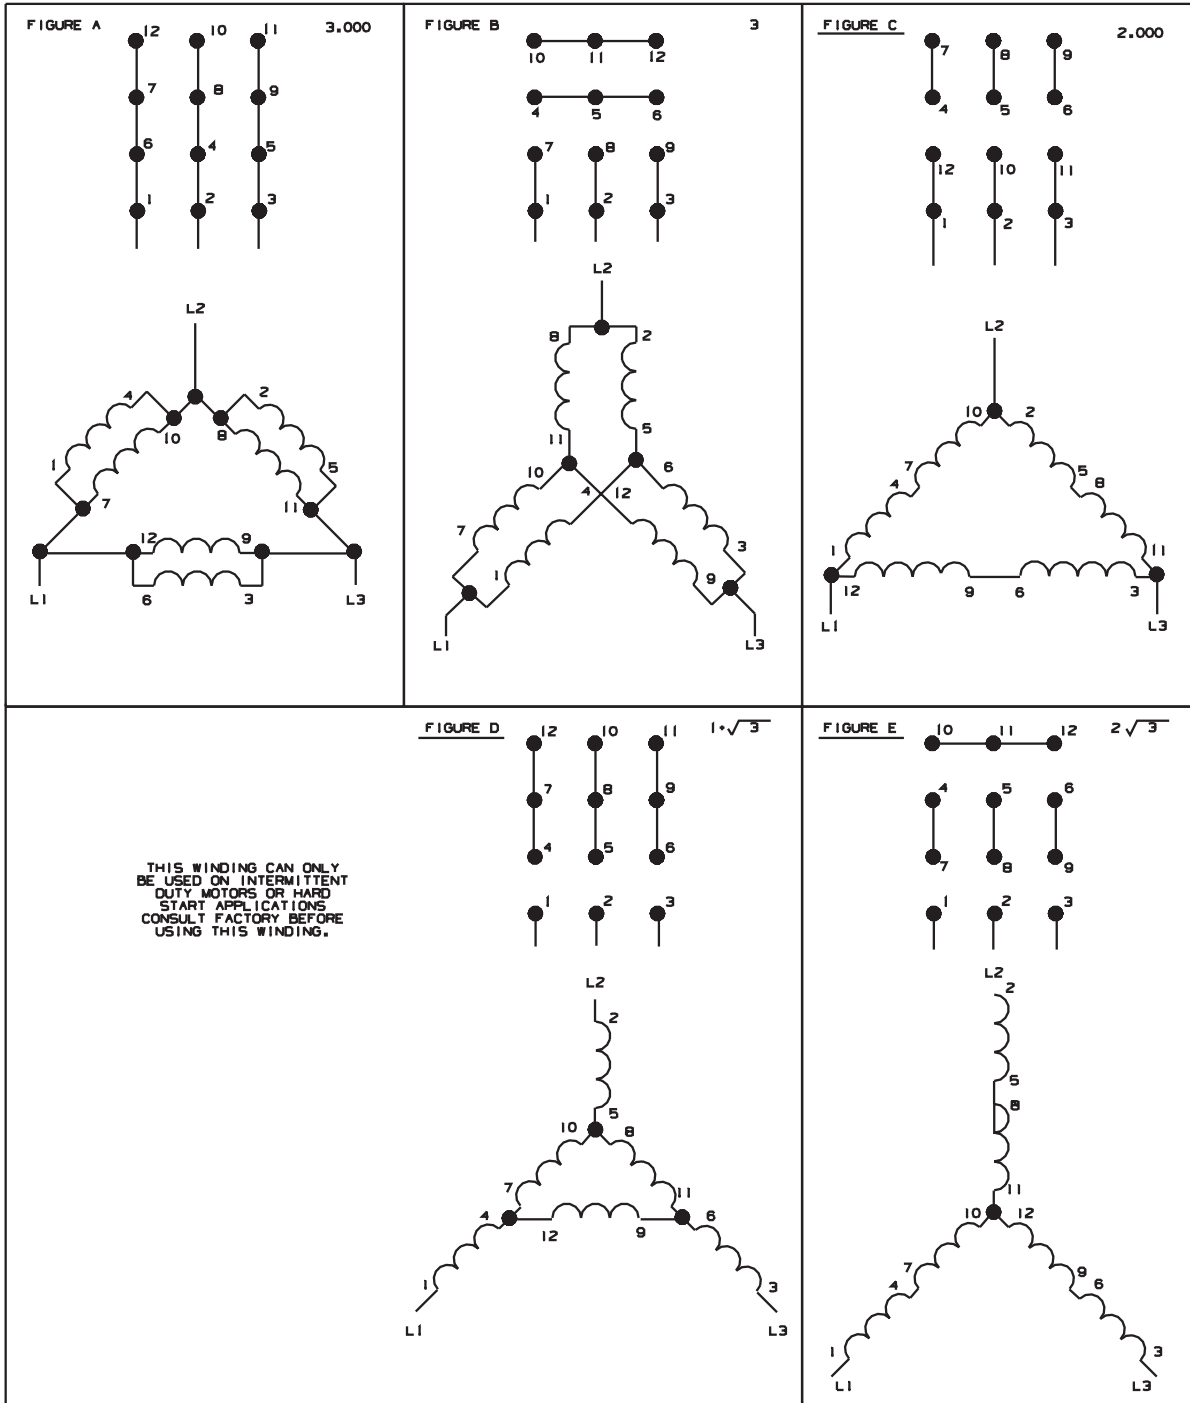 FIGURE A 3.000
12 10 11
7 8 9
6 4 5
1 2 3
L2
4 2
10 8
1 5
7 11
12 9
6 3
L1 L3
FIGURE B 3
10 11 12
4 5 6
7 8 9
1 2 3
L2
8 2
11 5
10 4 12 6
7 3
1 9
L1 L3
FIGURE C 2.000
7 8 9
4 5 6
12 10 11
1 2 3
L2
10 2
7 5
4 8
1 11
12 9 6 3
L1 L3
THIS WINDING CAN ONLY
BE USED ON INTERMITTENT
DUTY MOTORS OR HARD
START APPLICATIONS
CONSULT FACTORY BEFORE
USING THIS WINDING.
FIGURE D 1+√3
12 10 11
7 8 9
4 5 6
1 2 3
L2
2
5
10 8
7 11
4 12 9 6
1 3
L1 L3
FIGURE E 2√3
10 11 12
4 5 6
7 8 9
1 2 3
L2
2
5
8
11
10 12
7 9
4 6
1 3
L1 L3